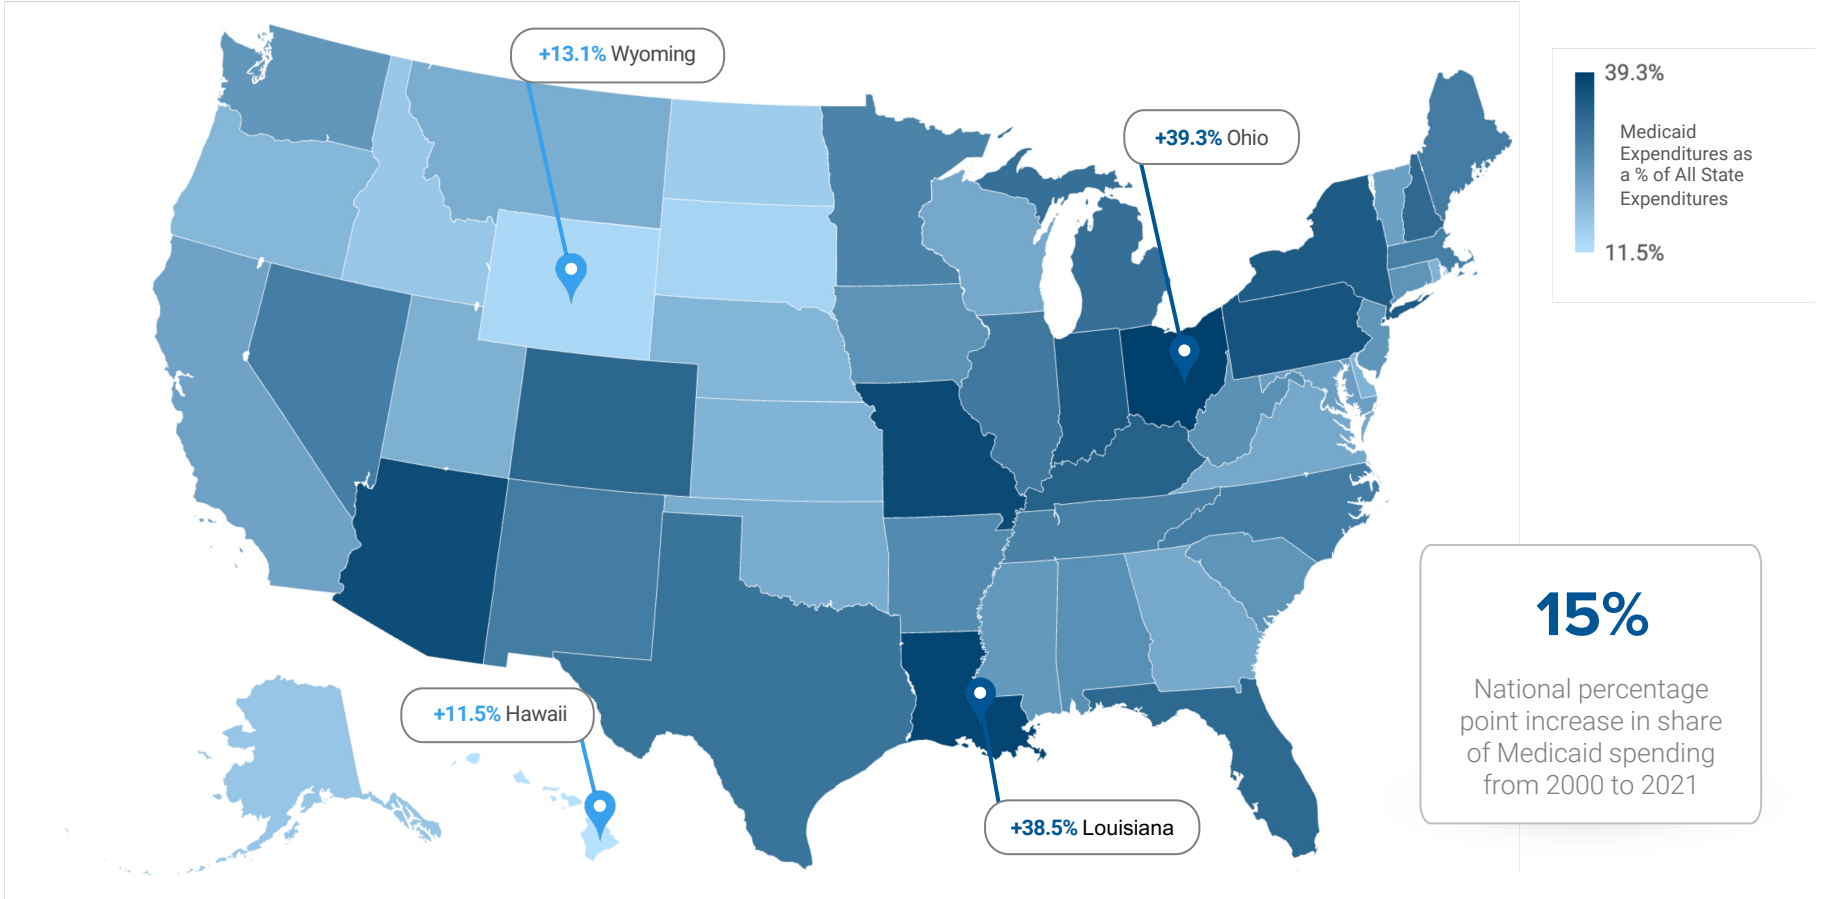 +13.1% Wyoming
+39.3% Ohio
39.3%
Medicaid
Expenditures as
a % of All State
Expenditures
11.5%
15%
National percentage
point increase in share
of Medicaid spending
from 2000 to 2021
+11.5% Hawaii
+38.5% Louisiana